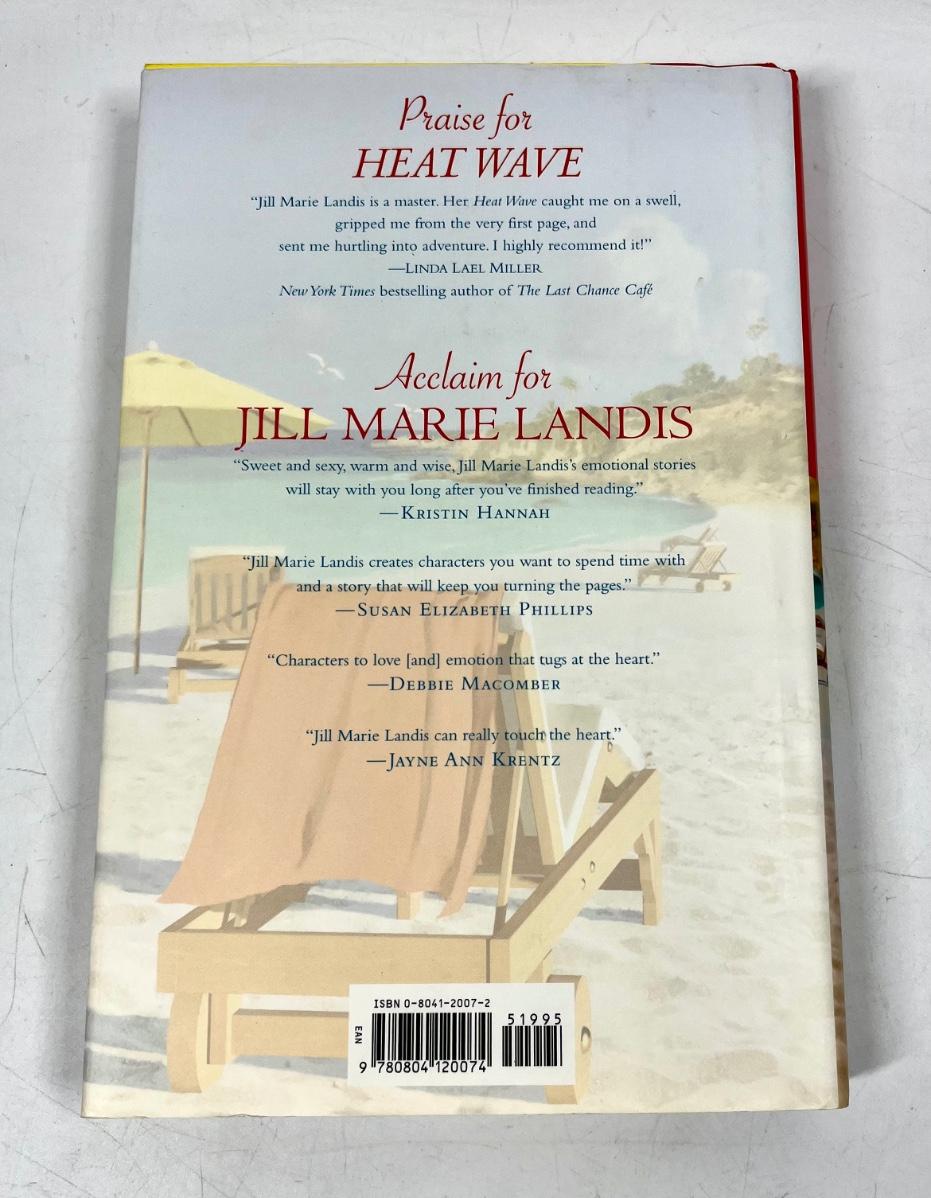 Praise for
HEAT WAVE
“Jill Marie Landis is a master. Her Heat Wave caught me on a swell,
gripped me from the very first page, and
sent me hurtling into adventure. I highly recommend it!”
—LINDA LAEL MILLER
New York Times bestselling author of The Last Chance Café
Acclaim for
JILL MARIE LANDIS
“Sweet and sexy, warm and wise, Jill Marie Landis’s emotional stories
will stay with you long after you’ve finished reading.”
—KRISTIN HANNAH
“Jill Marie Landis creates characters you want to spend time with
and a story that will keep you turning the pages.”
—SUSAN ELIZABETH PHILLIPS
“Characters to love [and] emotion that tugs at the heart.”
—DEBBIE MACOMBER
“Jill Marie Landis can really touch the heart.”
—JAYNE ANN KRENTZ
ISBN 0-8041-2007-2
51995
EAN
9 780804 120074